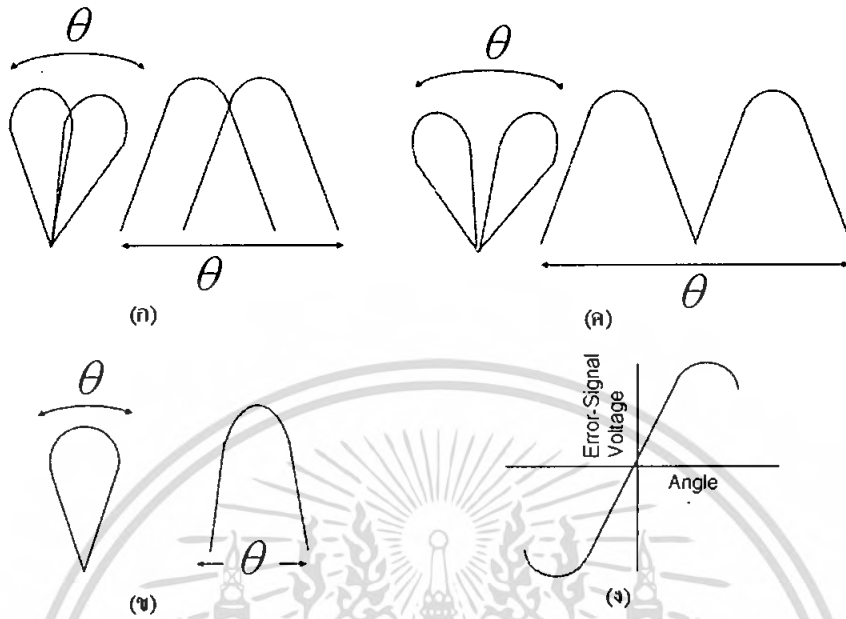 θ
θ
θ
θ
(ก)
(ค)
θ
θ
(ข)
Error-Signal
Voltage
Angle
(ง)